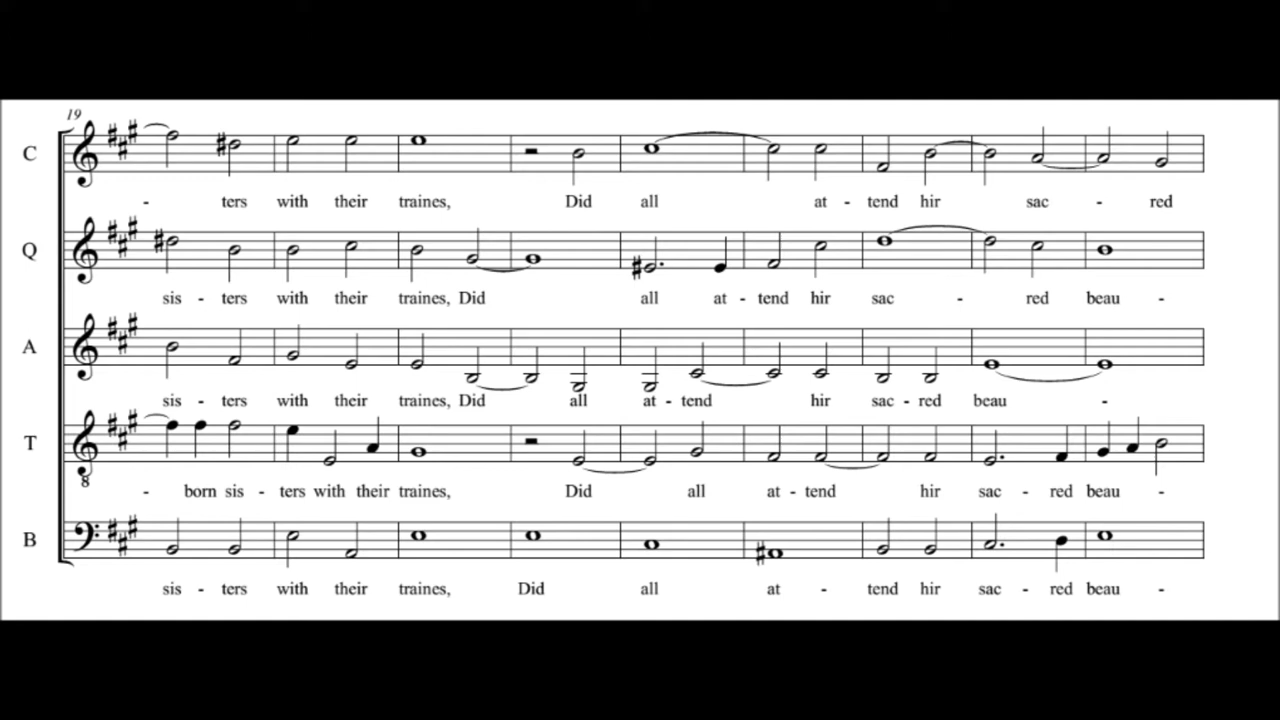 19
C
- ters with their traines, Did all at - tend hir sac - red
Q
sis - ters with their traines, Did all at - tend hir sac - red beau -
A
sis - ters with their traines, Did all at - tend hir sac - red beau -
T
8
- born sis - ters with their traines, Did all at - tend hir sac - red beau -
B
sis - ters with their traines, Did all at - tend hir sac - red beau -